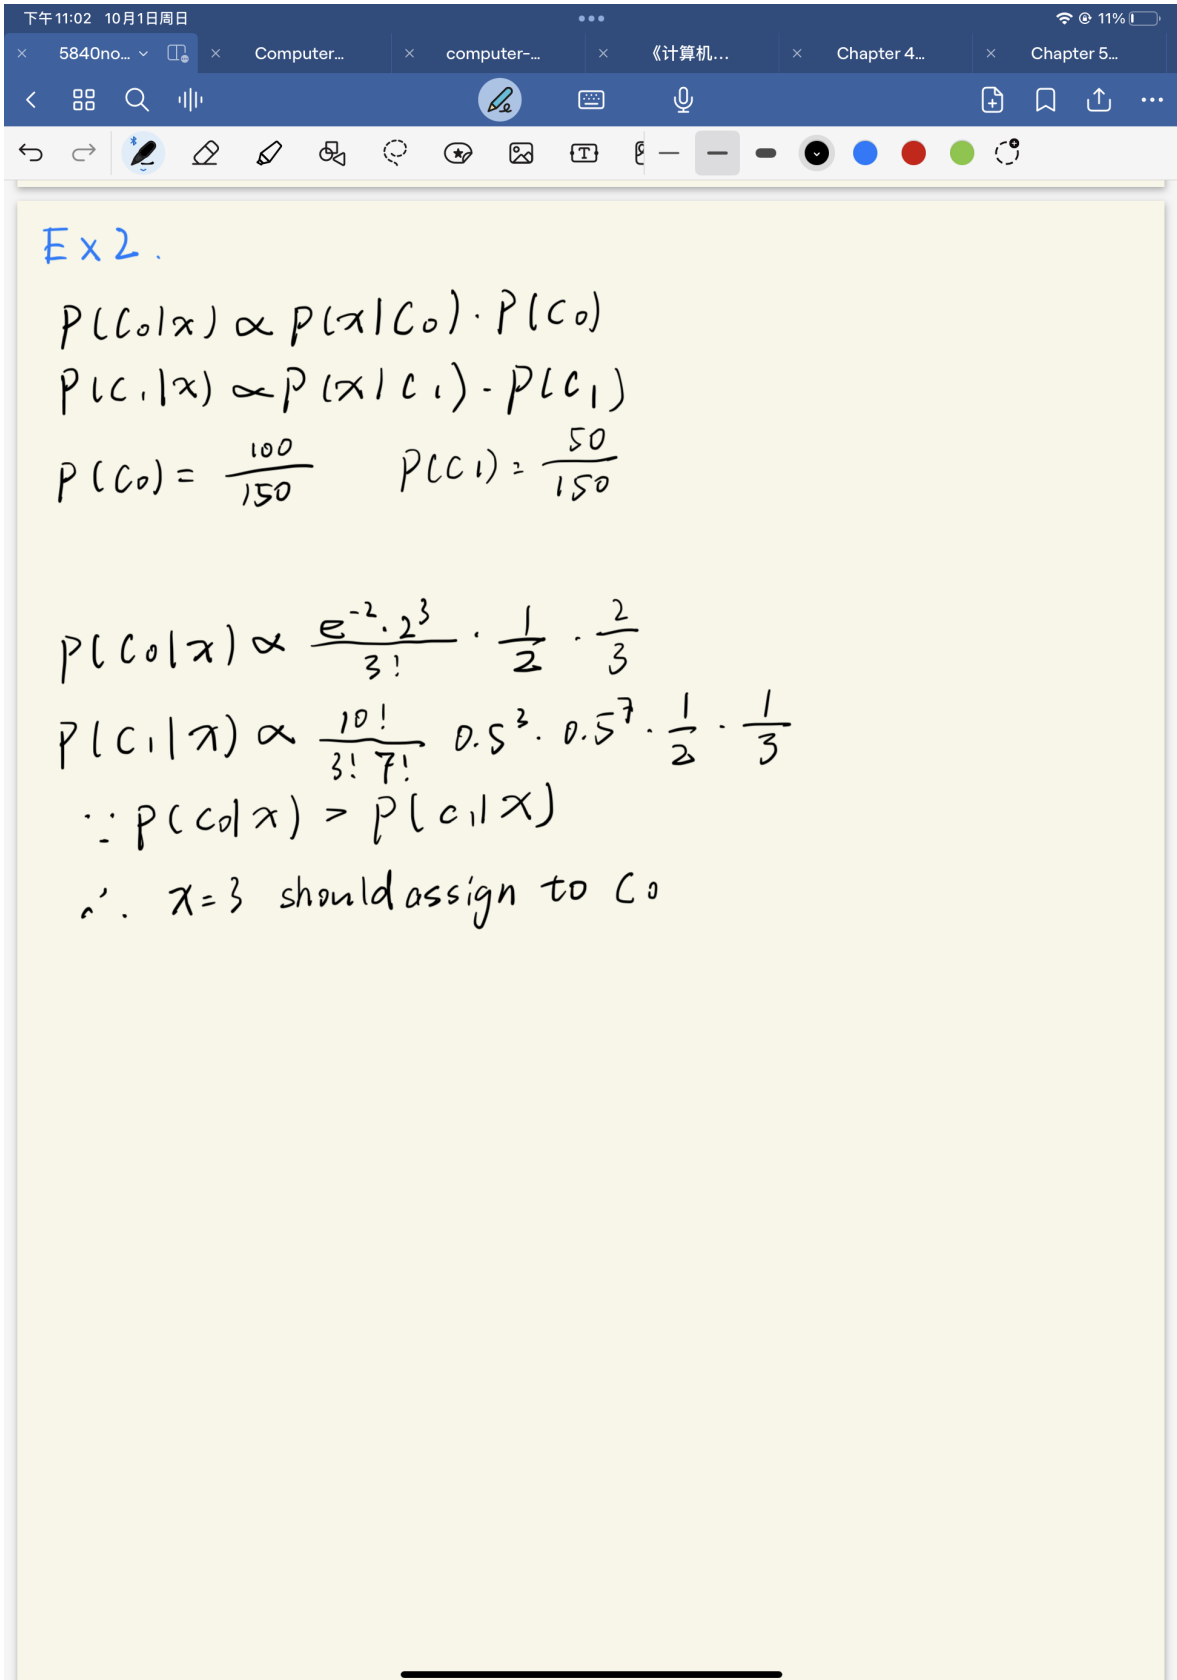 下午11:02 10月1日周日 11%
5840no... Computer... computer-... 《计算机... Chapter 4... Chapter 5...
Ex2.
P(C₀|x) ∝ P(x|C₀)·P(C₀)
P(C₁|x) ∝ P(x|C₁)·P(C₁)
P(C₀) = 100/150 P(C₁) = 50/150
P(C₀|x) ∝ e⁻²·2³/3! · 1/2 · 2/3
P(C₁|x) ∝ 10!/3!7! 0.5³·0.5⁷·1/2·1/3
∵ P(C₀|x) > P(C₁|x)
∴ x=3 should assign to C₀